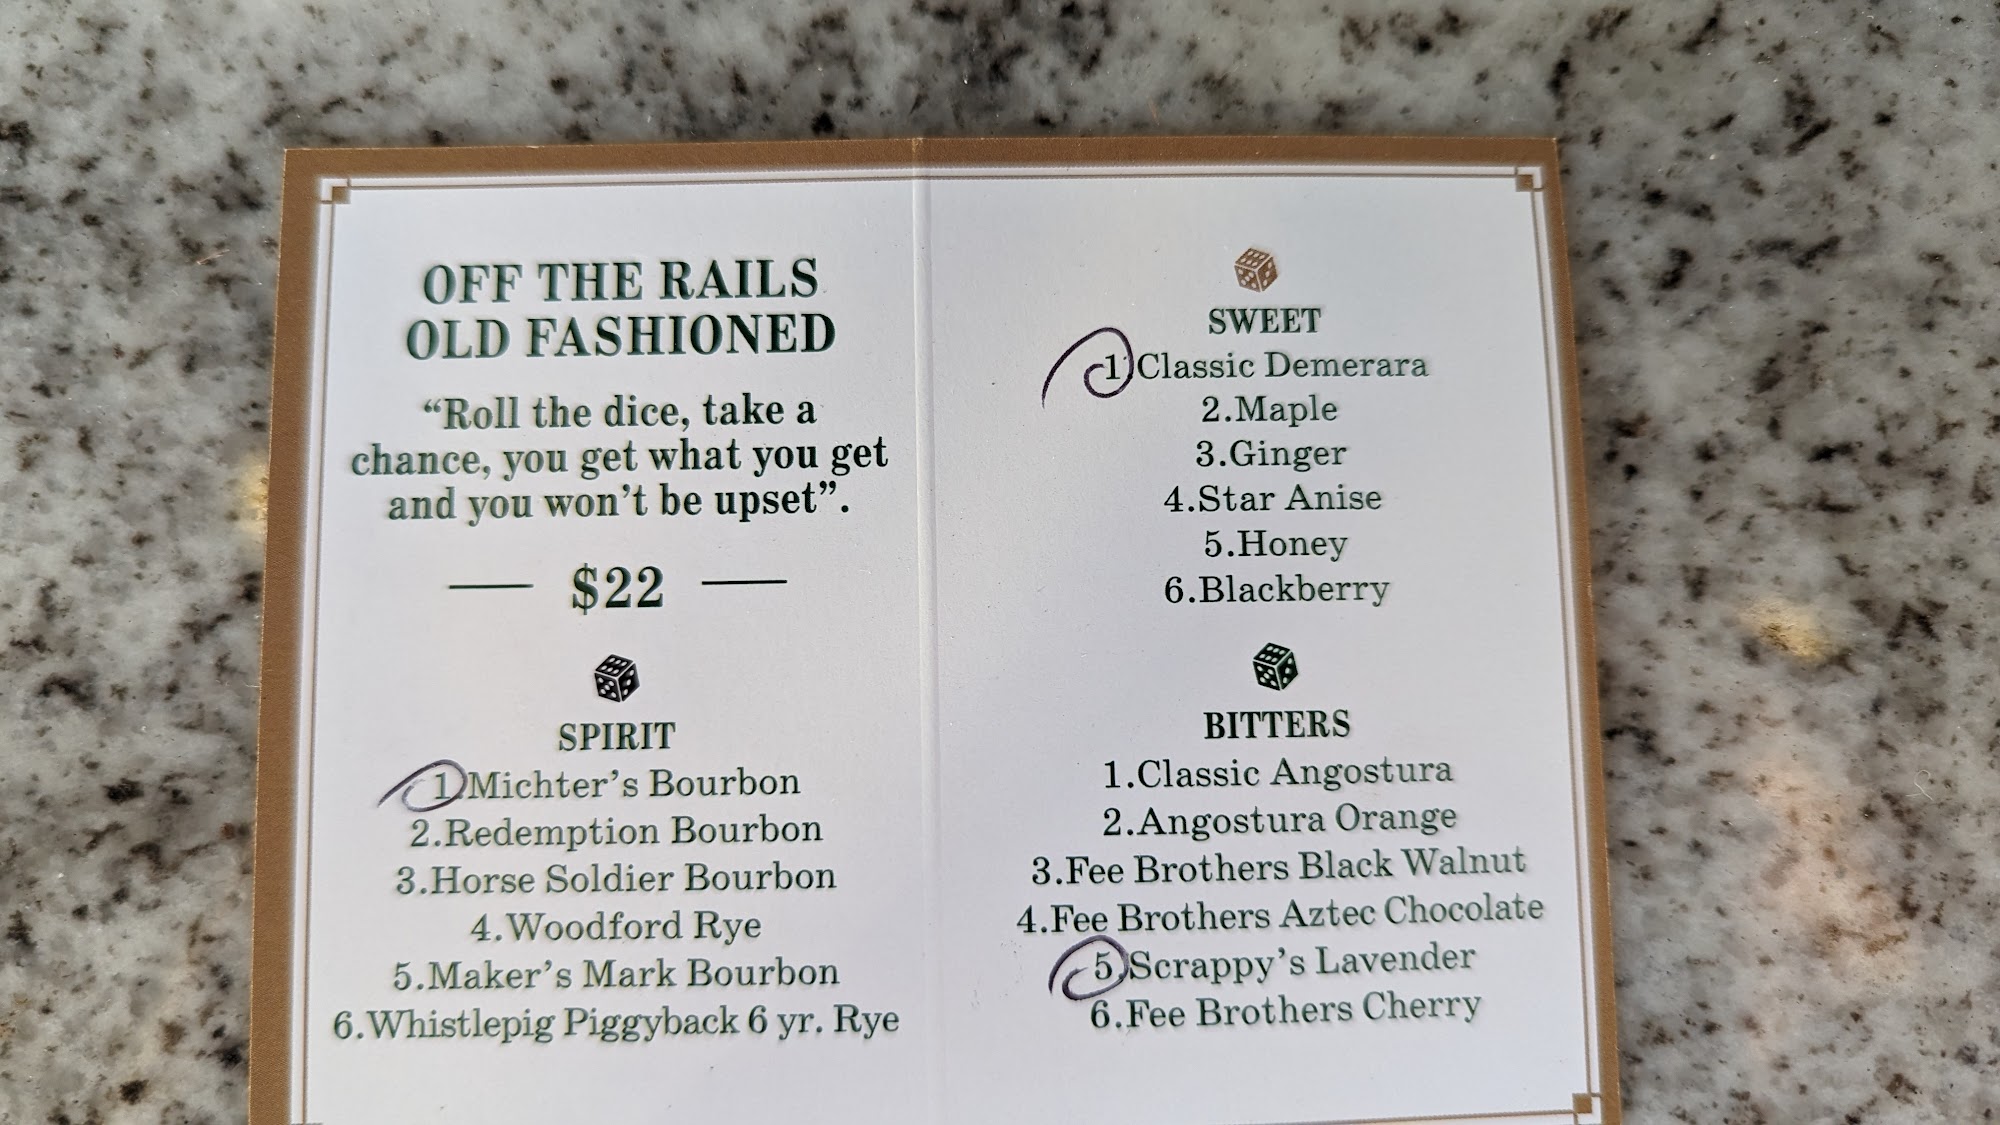 OFF THE RAILS
OLD FASHIONED
“Roll the dice, take a
chance, you get what you get
and you won’t be upset”.
$22
SPIRIT
1.Michter’s Bourbon
2.Redemption Bourbon
3.Horse Soldier Bourbon
4.Woodford Rye
5.Maker’s Mark Bourbon
6.Whistlepig Piggyback 6 yr. Rye
SWEET
1.Classic Demerara
2.Maple
3.Ginger
4.Star Anise
5.Honey
6.Blackberry
BITTERS
1.Classic Angostura
2.Angostura Orange
3.Fee Brothers Black Walnut
4.Fee Brothers Aztec Chocolate
5.Scrappy’s Lavender
6.Fee Brothers Cherry